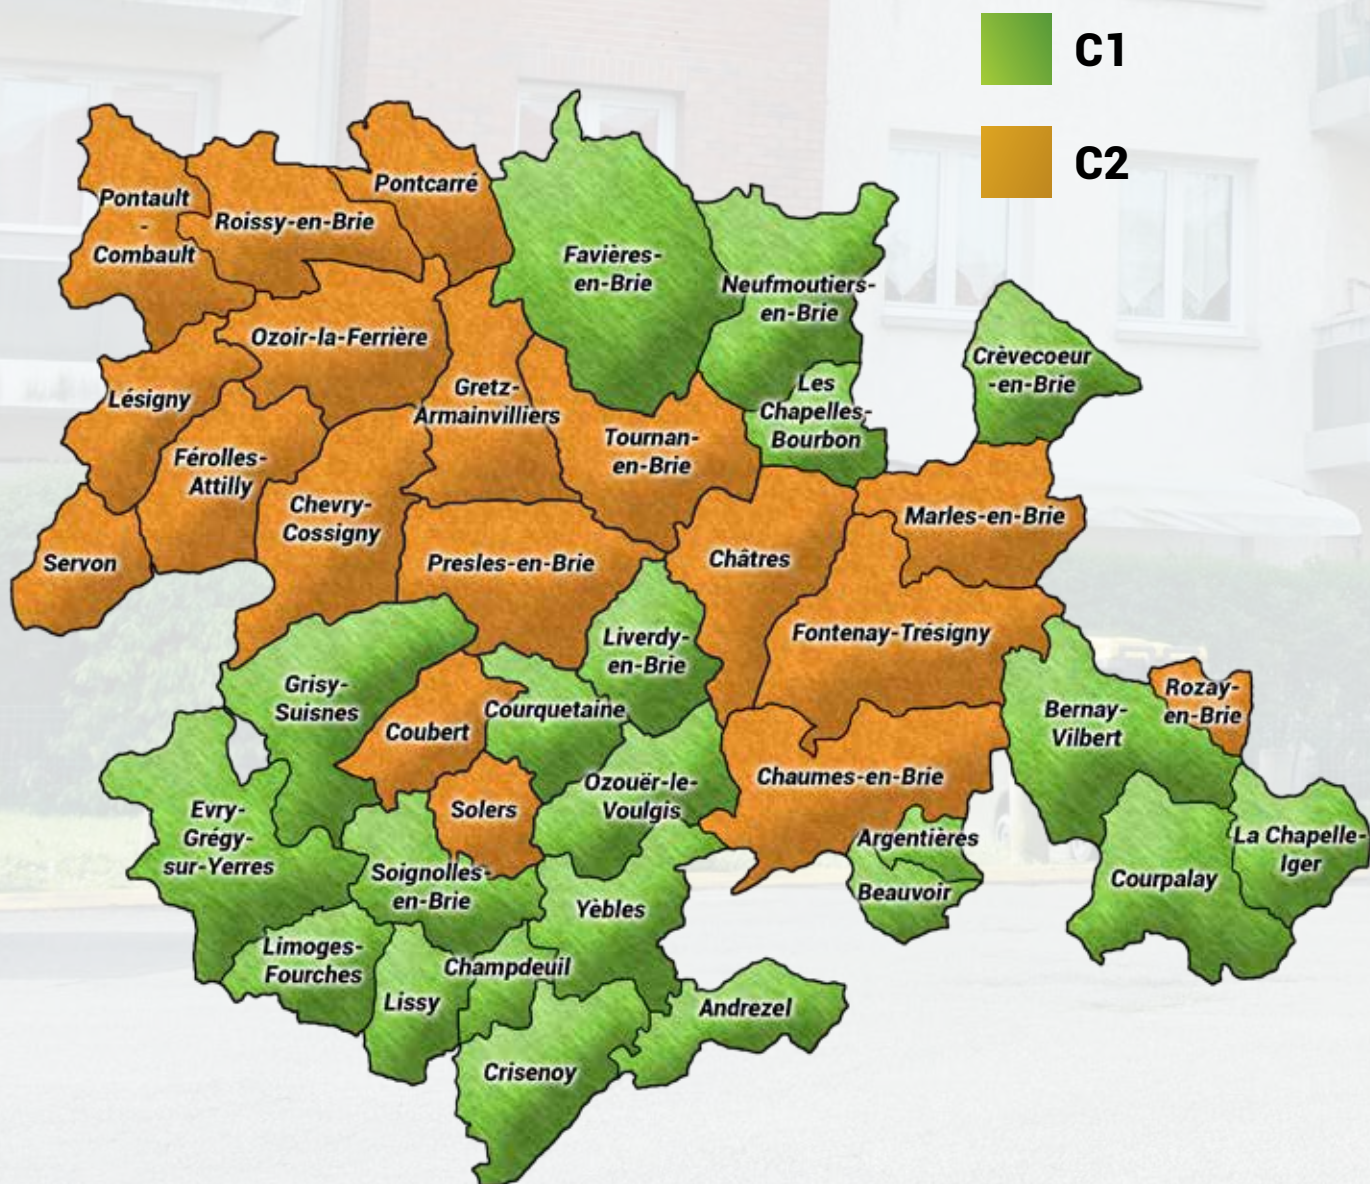 C1
C2
Pontault
-
Combault
Roissy-en-Brie
Pontcarré
Favières-
en-Brie
Neufmoutiers-
en-Brie
Ozoir-la-Ferrière
Crèvecoeur
-en-Brie
Lésigny
Gretz-
Armainvilliers
Les
Chapelles-
Bourbon
Tournan-
en-Brie
Férolles-
Attilly
Chevry-
Cossigny
Marles-en-Brie
Servon
Presles-en-Brie
Châtres
Fontenay-Trésigny
Liverdy-
en-Brie
Grisy-
Suisnes
Coubert
Courquetaine
Bernay-
Vilbert
Rozay-
en-Brie
Chaumes-en-Brie
Ozouër-le-
Voulgis
Solers
Evry-
Grégy-
sur-Yerres
Argentières
La Chapelle-
Iger
Soignolles-
en-Brie
Courpalay
Beauvoir
Yèbles
Limoges-
Fourches
Champdeuil
Lissy
Andrezel
Crisenoy